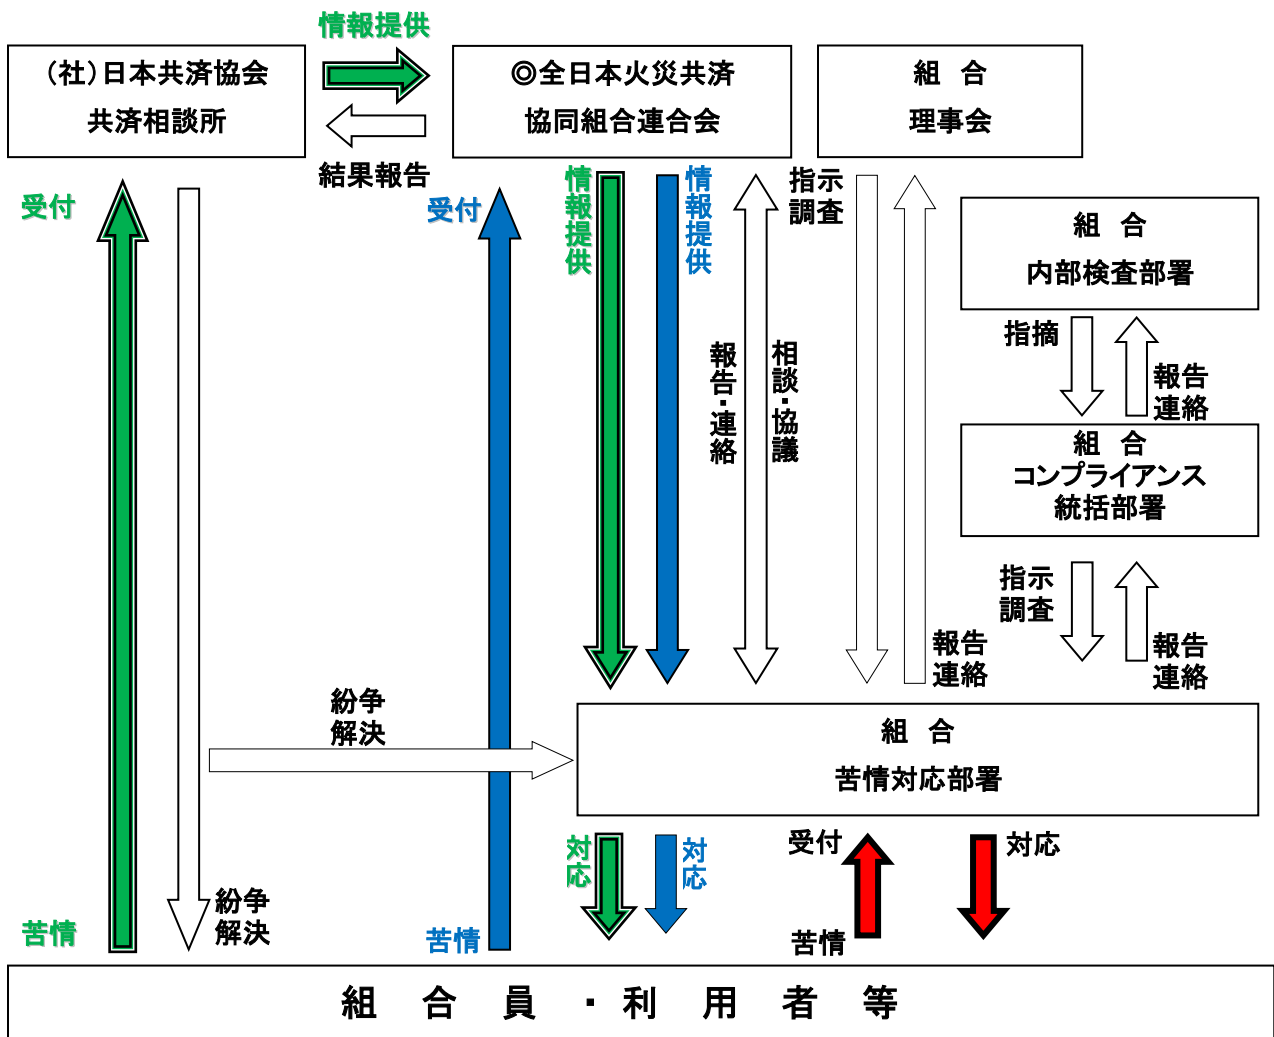 情報提供
（社）日本共済協会
共済相談所
◎全日本火災共済
協同組合連合会
組　合
理事会
結果報告
受付
受付
情報提供
情報提供
指示
調査
組　合
内部検査部署
指摘
報告
連絡
報告・連絡
相談・協議
組　合
コンプライアンス
統括部署
指示
調査
報告
連絡
報告
連絡
紛争
解決
組　合
苦情対応部署
対応
対応
受付
対応
苦情
紛争
解決
苦情
苦情
組　合　員　・　利　用　者　等